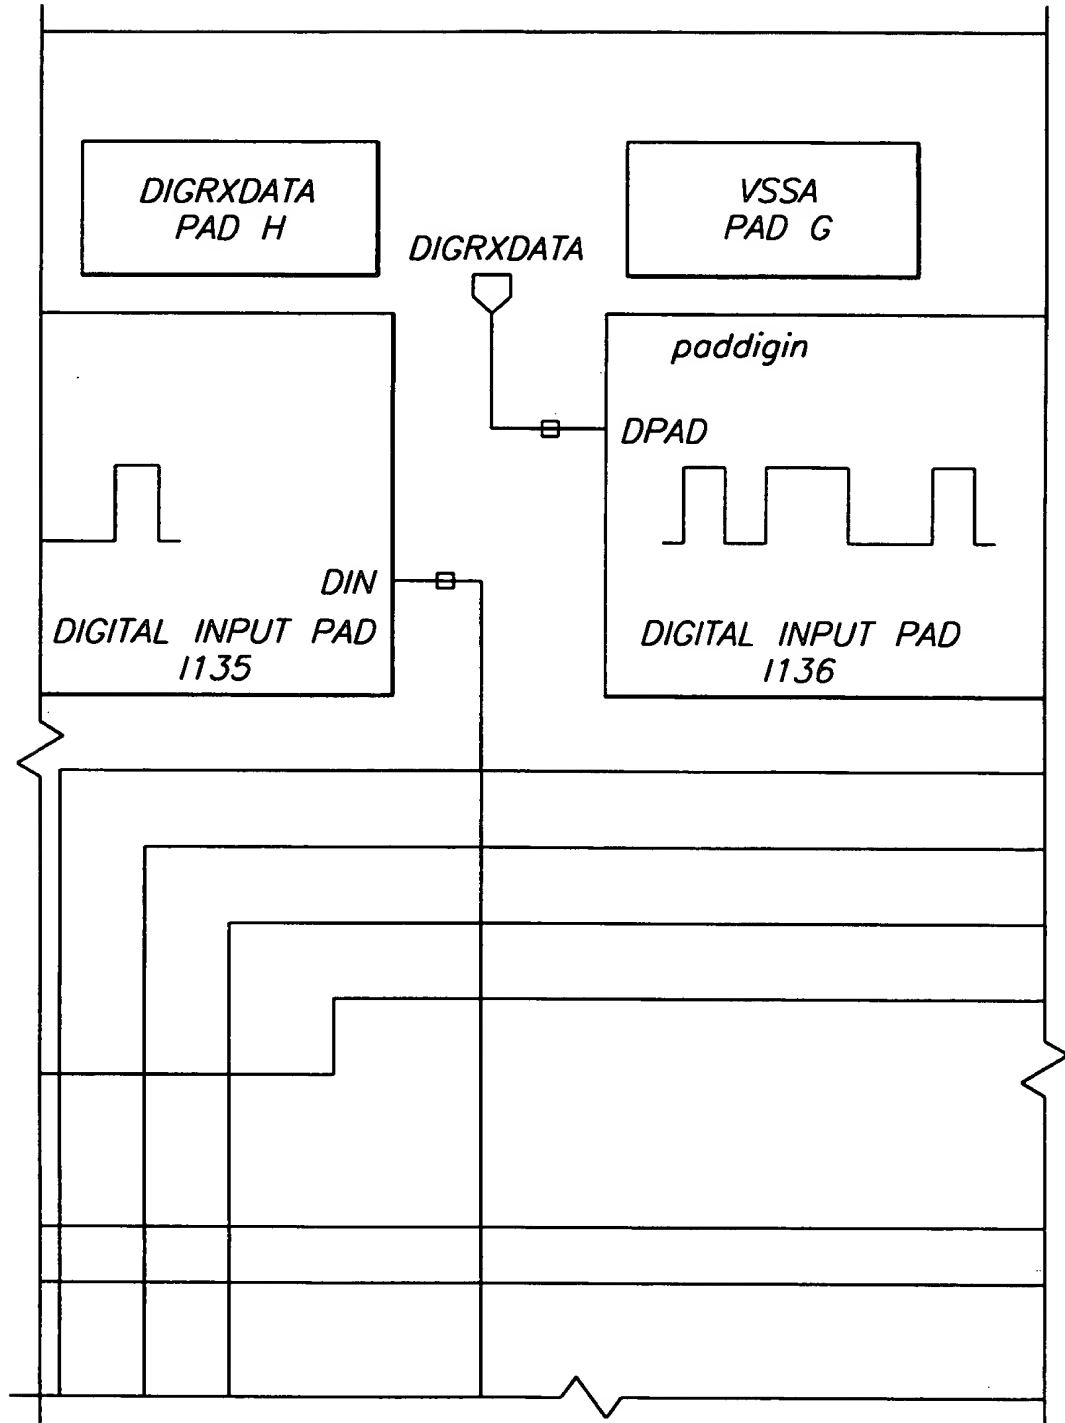 DIGRXDATA
PAD H
VSSA
PAD G
DIGRXDATA
paddigin
DPAD
DIN
DIGITAL INPUT PAD
I135
DIGITAL INPUT PAD
I136